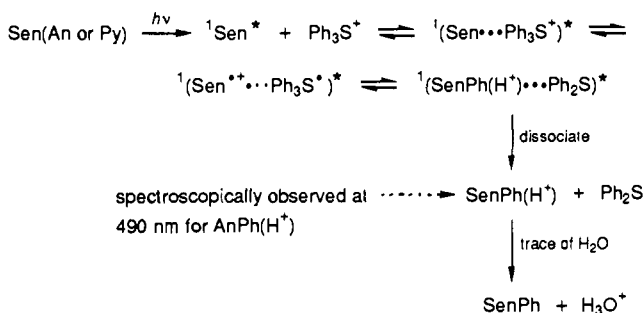 Sen(An or Py) hν ¹Sen* + Ph₃S⁺ ⇌ ¹(Sen•••Ph₃S⁺)* ⇌
¹(Sen•⁺•••Ph₃S•)* ⇌ ¹(SenPh(H⁺)•••Ph₂S)*
dissociate
spectroscopically observed at SenPh(H⁺) + Ph₂S
490 nm for AnPh(H⁺)
trace of H₂O
SenPh + H₃O⁺